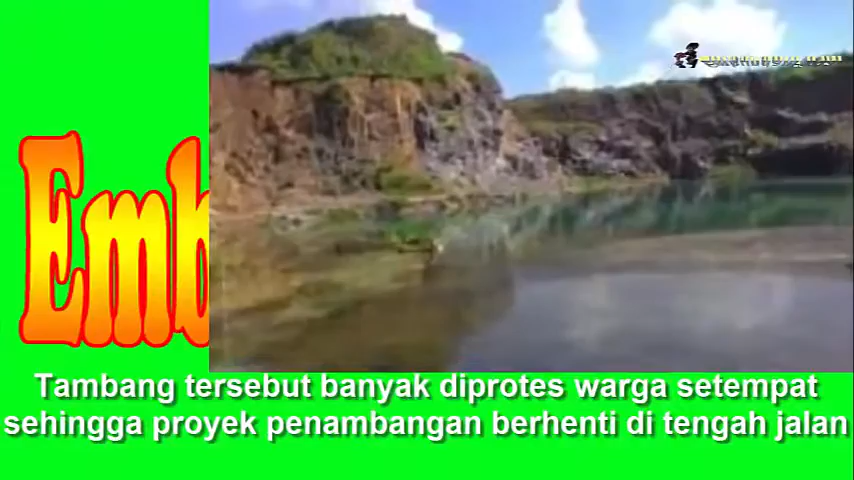 Emb
Tambang tersebut banyak diprotes warga setempat
sehingga proyek penambangan berhenti di tengah jalan